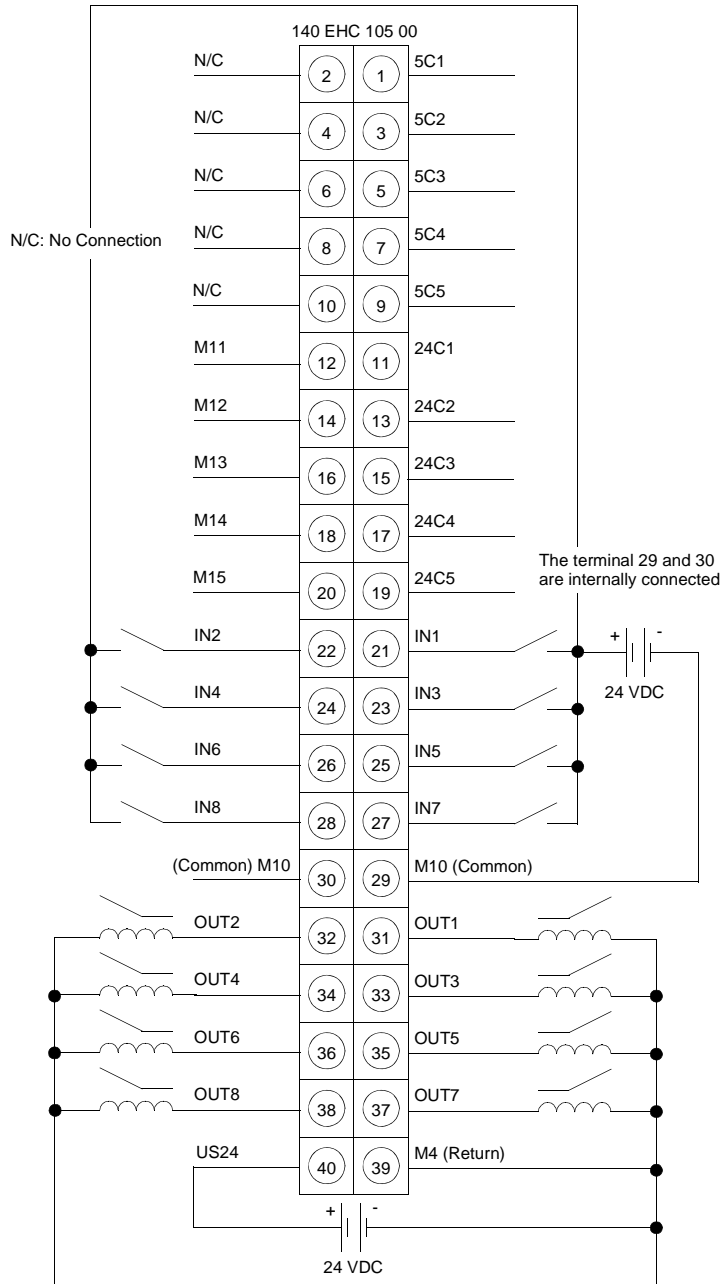 140 EHC 105 00
N/C 2 1 5C1
N/C 4 3 5C2
N/C 6 5 5C3
N/C: No Connection
N/C 8 7 5C4
N/C 10 9 5C5
M11 12 11 24C1
M12 14 13 24C2
M13 16 15 24C3
M14 18 17 24C4
The terminal 29 and 30
are internally connected
M15 20 19 24C5
IN2 22 21 IN1 + -
24 VDC
IN4 24 23 IN3
IN6 26 25 IN5
IN8 28 27 IN7
(Common) M10 30 29 M10 (Common)
OUT2 32 31 OUT1
OUT4 34 33 OUT3
OUT6 36 35 OUT5
OUT8 38 37 OUT7
US24 40 39 M4 (Return)
+ -
24 VDC